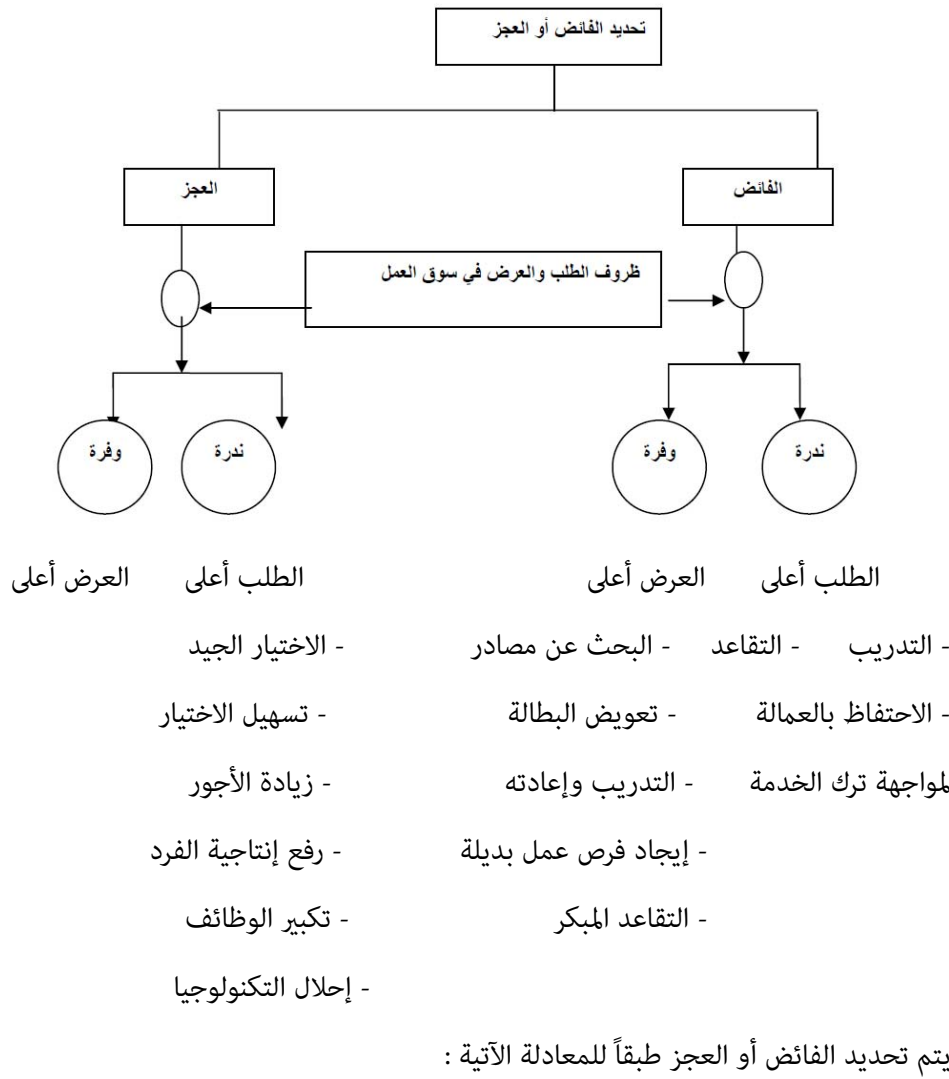 تحديد الفائض أو العجز
الفائض
العجز
ظروف الطلب والعرض في سوق العمل
ندرة
وفرة
ندرة
وفرة
الطلب أعلى العرض أعلى الطلب أعلى العرض أعلى
- التدريب - التقاعد - البحث عن مصادر - الاختيار الجيد
- الاحتفاظ بالعمالة - تعويض البطالة - تسهيل الاختيار
لمواجهة ترك الخدمة - التدريب وإعادته - زيادة الأجور
- إيجاد فرص عمل بديلة - رفع إنتاجية الفرد
- التقاعد المبكر - تكبير الوظائف
- إحلال التكنولوجيا
يتم تحديد الفائض أو العجز طبقاً للمعادلة الآتية :